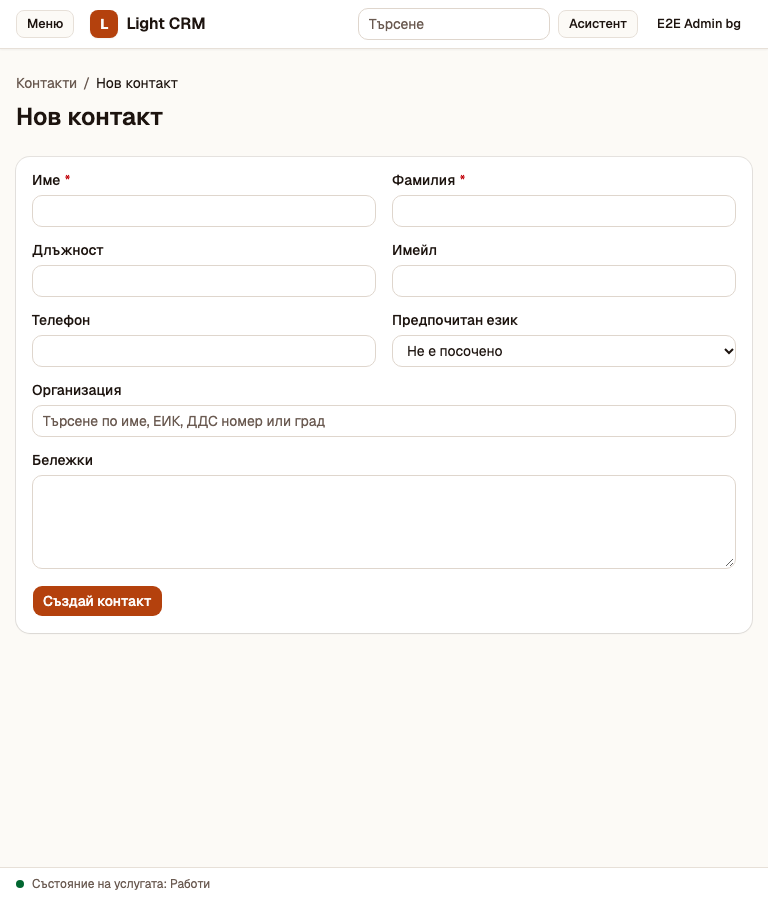 Меню
L
Light CRM
Търсене
Асистент
E2E Admin bg
Контакти / Нов контакт
Нов контакт
Име *
Фамилия *
Длъжност
Имейл
Телефон
Предпочитан език
Не е посочено
Организация
Търсене по име, ЕИК, ДДС номер или град
Бележки
Създай контакт
Състояние на услугата: Работи